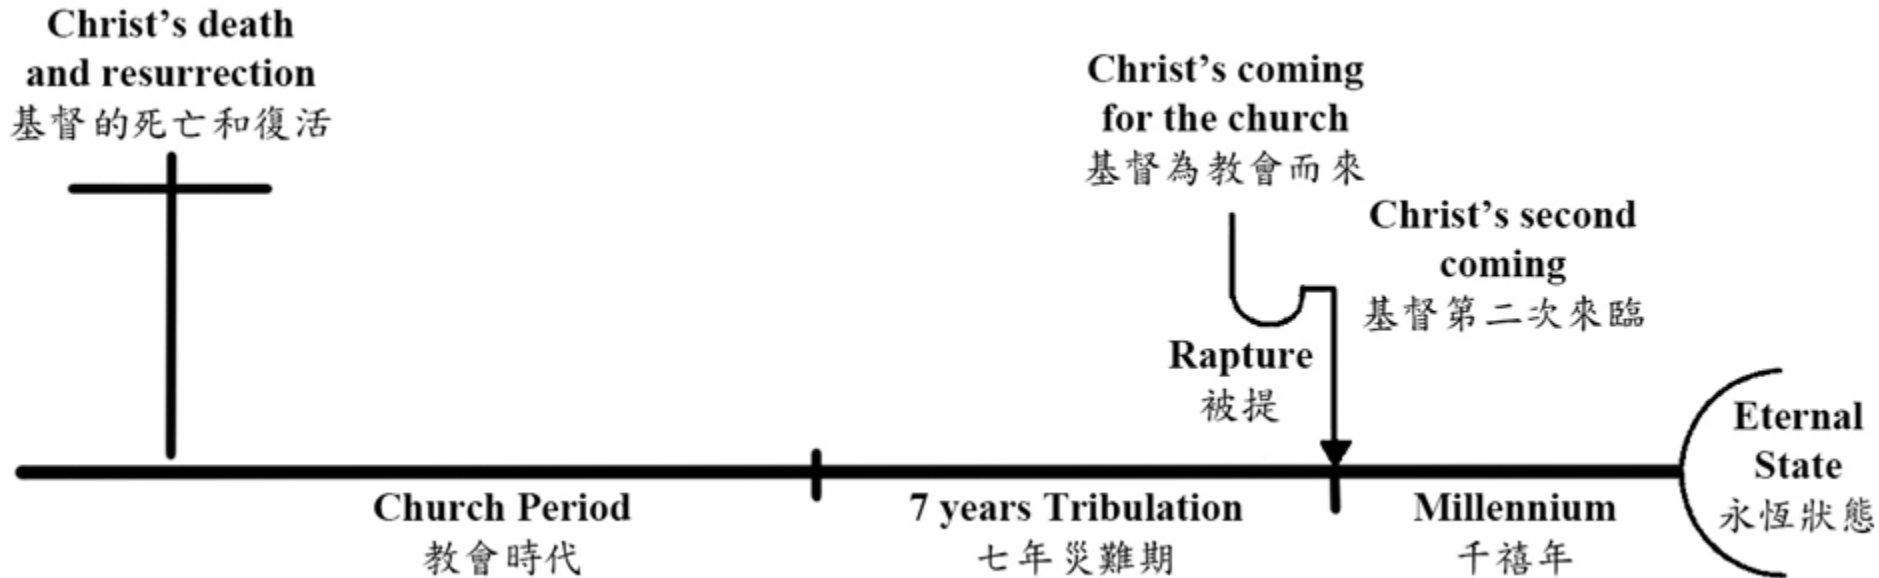 Christ’s death
and resurrection
基督的死亡和復活
Christ’s coming
for the church
基督為教會而來
Christ’s second
coming
基督第二次來臨
Rapture
被提
Church Period
教會時代
7 years Tribulation
七年災難期
Millennium
千禧年
Eternal
State
永恆狀態